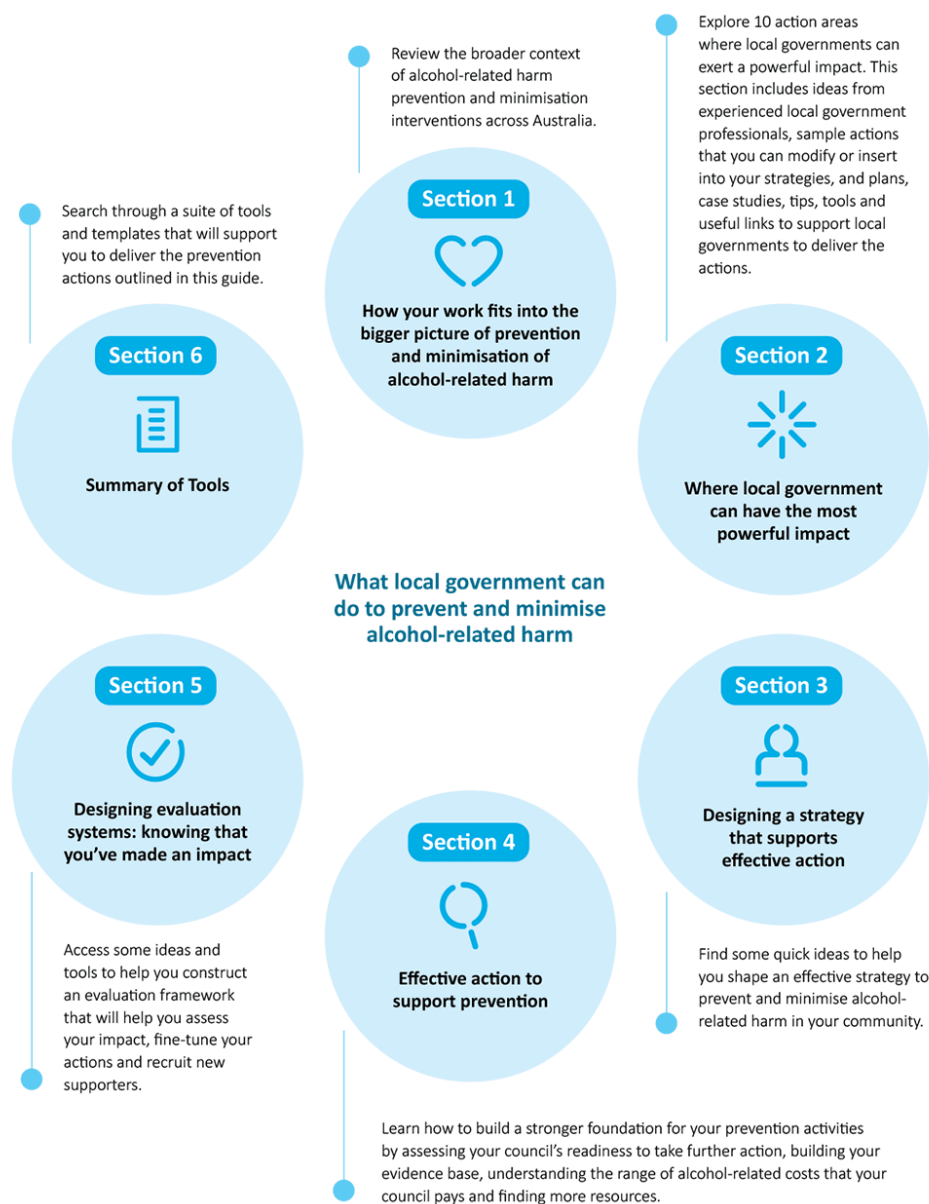 Review the broader context
of alcohol-related harm
prevention and minimisation
interventions across Australia.
Section 1
How your work fits into the
bigger picture of prevention
and minimisation of
alcohol-related harm
Explore 10 action areas
where local governments can
exert a powerful impact. This
section includes ideas from
experienced local government
professionals, sample actions
that you can modify or insert
into your strategies, and plans,
case studies, tips, tools and
useful links to support local
governments to deliver the
actions.
Section 2
Where local government
can have the most
powerful impact
Search through a suite of tools
and templates that will support
you to deliver the prevention
actions outlined in this guide.
Section 6
Summary of Tools
What local government can
do to prevent and minimise
alcohol-related harm
Section 3
Designing a strategy
that supports
effective action
Find some quick ideas to help
you shape an effective strategy to
prevent and minimise alcohol-
related harm in your community.
Section 5
Designing evaluation
systems: knowing that
you’ve made an impact
Access some ideas and
tools to help you construct
an evaluation framework
that will help you assess
your impact, fine-tune your
actions and recruit new
supporters.
Section 4
Effective action to
support prevention
Learn how to build a stronger foundation for your prevention activities
by assessing your council’s readiness to take further action, building your
evidence base, understanding the range of alcohol-related costs that your
council pays and finding more resources.